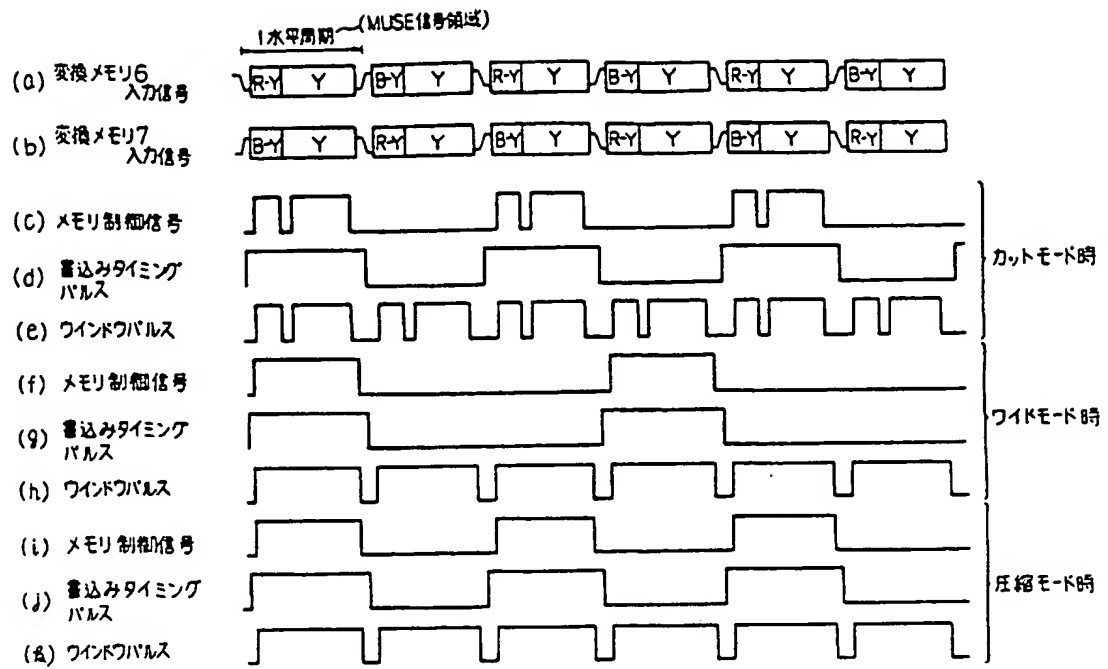 (MUSE信号領域)
1水平周期
(a) 変換メモリ6
入力信号
R-Y Y B-Y Y R-Y Y B-Y Y R-Y Y B-Y Y
(b) 変換メモリ7
入力信号
B-Y Y R-Y Y B-Y Y R-Y Y B-Y Y R-Y Y
(c) メモリ制御信号
(d) 書込みタイミング
パルス
(e) ウインドウパルス
カットモード時
(f) メモリ制御信号
(g) 書込みタイミング
パルス
(h) ウインドウパルス
ワイドモード時
(i) メモリ制御信号
(j) 書込みタイミング
パルス
ウインドウパルス
圧縮モード時